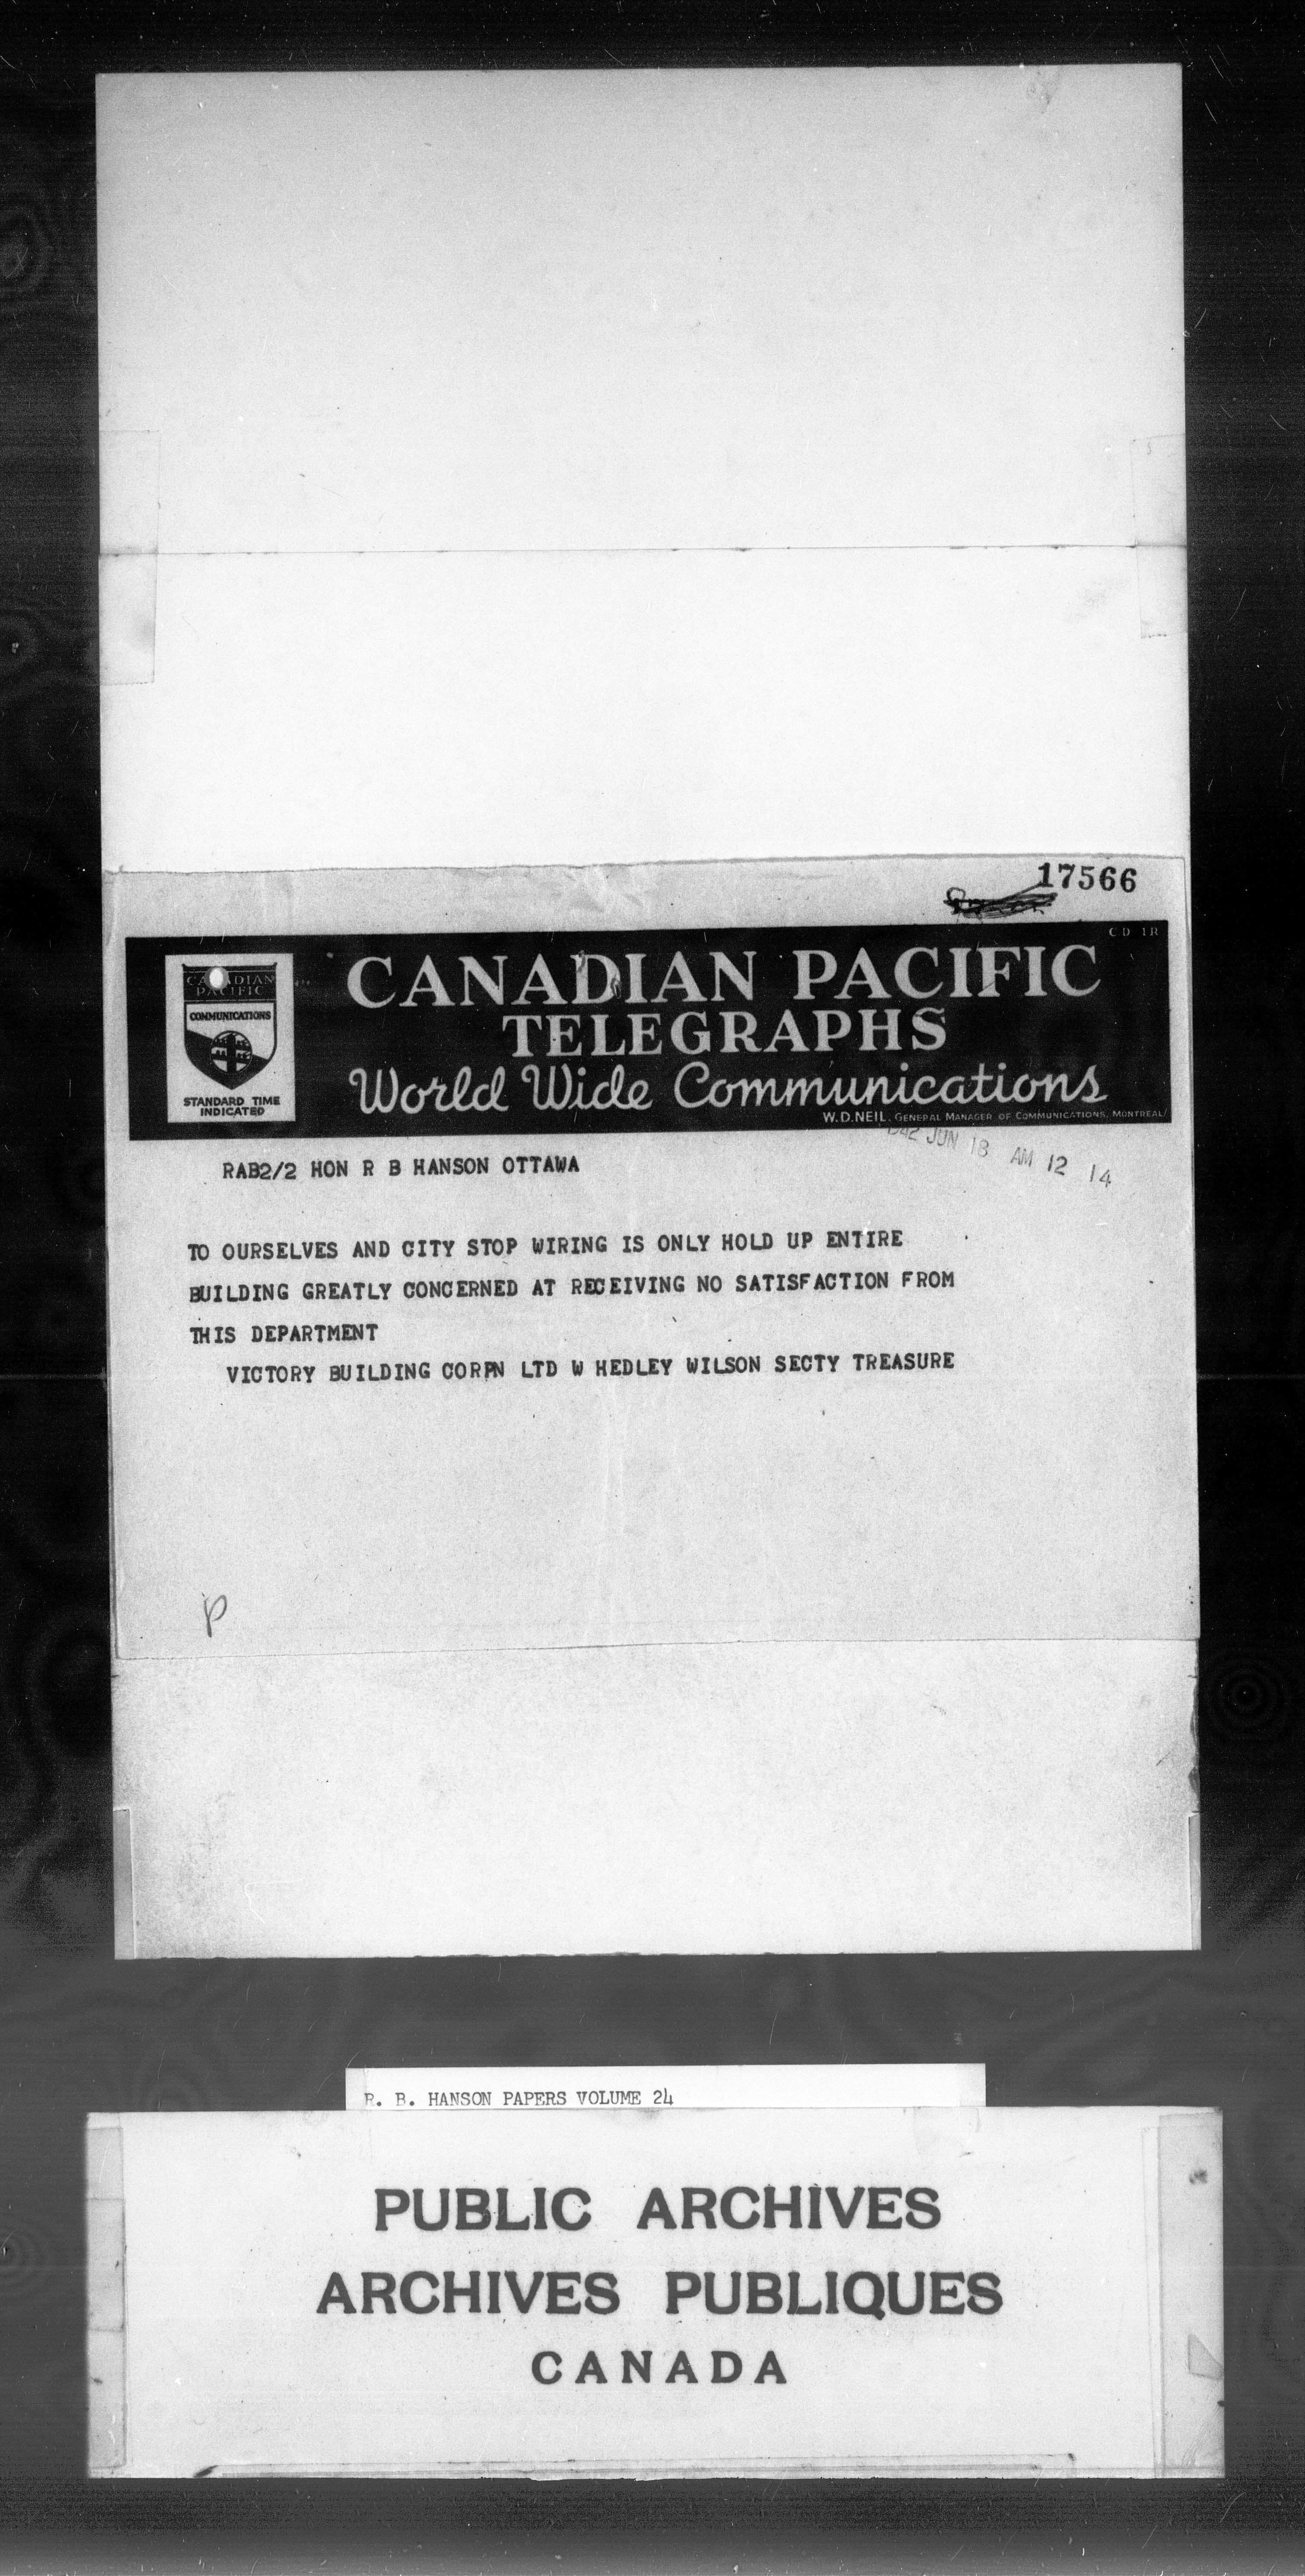 17566
CD 1R
CANADIAN PACIFIC
TELEGRAPHS
World Wide Communications
W.D.NEIL, GENERAL MANAGER OF COMMUNICATIONS, MONTREAL
CANADIAN
PACIFIC
COMMUNICATIONS
STANDARD TIME
INDICATED
1942 JUN 18 AM 12 14
RAB2/2 HON R B HANSON OTTAWA
TO OURSELVES AND CITY STOP WIRING IS ONLY HOLD UP ENTIRE
BUILDING GREATLY CONCERNED AT RECEIVING NO SATISFACTION FROM
THIS DEPARTMENT
VICTORY BUILDING CORPN LTD W HEDLEY WILSON SECTY TREASURE
P
R. B. HANSON PAPERS VOLUME 24
PUBLIC ARCHIVES
ARCHIVES PUBLIQUES
CANADA